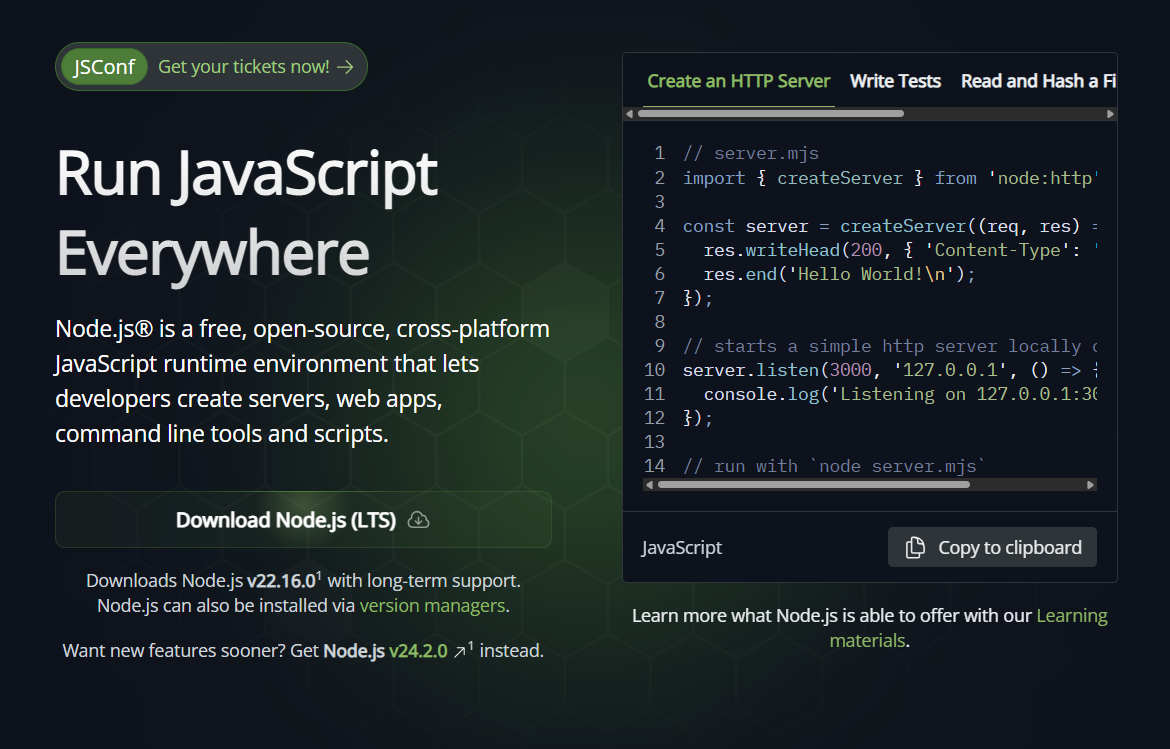 JSConf Get your tickets now! →
Run JavaScript
Everywhere
Node.js® is a free, open-source, cross-platform
JavaScript runtime environment that lets
developers create servers, web apps,
command line tools and scripts.
Download Node.js (LTS)
Downloads Node.js v22.16.0¹ with long-term support.
Node.js can also be installed via version managers.
Want new features sooner? Get Node.js v24.2.0 ↗¹ instead.
Create an HTTP Server Write Tests Read and Hash a Fi
1 // server.mjs
2 import { createServer } from 'node:http'
3
4 const server = createServer((req, res) =
5 res.writeHead(200, { 'Content-Type': '
6 res.end('Hello World!\n');
7 });
8
9 // starts a simple http server locally o
10 server.listen(3000, '127.0.0.1', () => {
11 console.log('Listening on 127.0.0.1:30
12 });
13
14 // run with `node server.mjs`
JavaScript Copy to clipboard
Learn more what Node.js is able to offer with our Learning
materials.